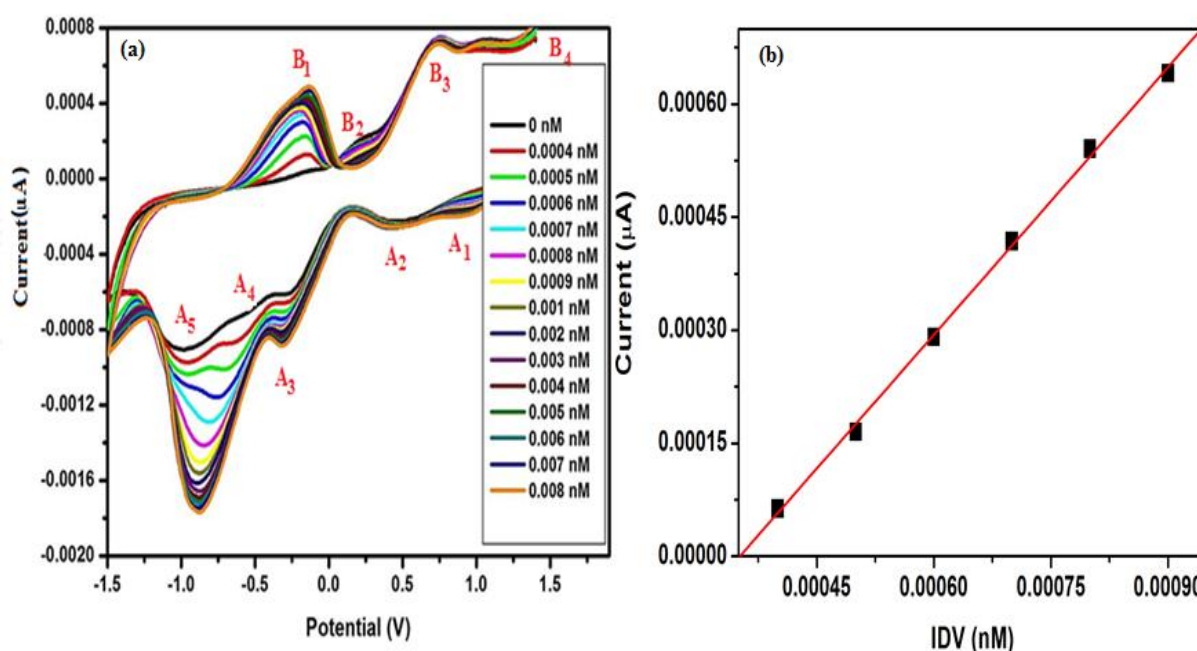 (a)
0.0008
0.0004
0.0000
-0.0004
-0.0008
-0.0012
-0.0016
-0.0020
Current(μA)
-1.5 -1.0 -0.5 0.0 0.5 1.0 1.5
Potential (V)
B1
B2
B3
B4
A1
A2
A3
A4
A5
0 nM
0.0004 nM
0.0005 nM
0.0006 nM
0.0007 nM
0.0008 nM
0.0009 nM
0.001 nM
0.002 nM
0.003 nM
0.004 nM
0.005 nM
0.006 nM
0.007 nM
0.008 nM
(b)
0.00060
0.00045
0.00030
0.00015
0.00000
Current (μA)
0.00045 0.00060 0.00075 0.00090
IDV (nM)